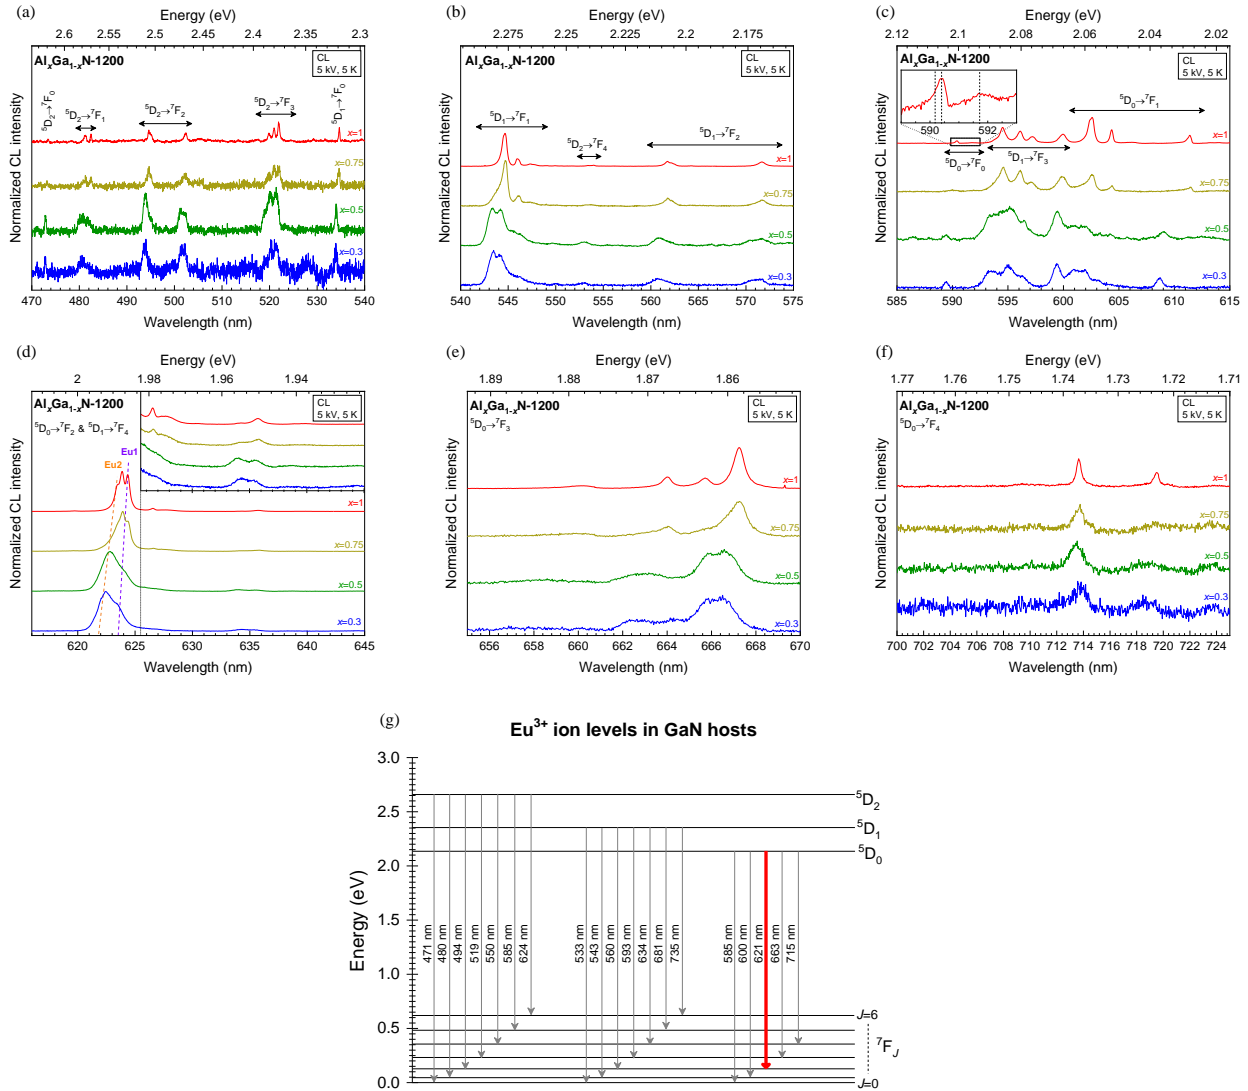 (a)
Energy (eV)
2.6 2.55 2.5 2.45 2.4 2.35 2.3
AlxGa1-xN-1200
CL
5 kV, 5 K
⁵D₂→⁷F₀
⁵D₂→⁷F₁
⁵D₂→⁷F₂
⁵D₂→⁷F₃
⁵D₁→⁷F₀
x=1
x=0.75
x=0.5
x=0.3
Normalized CL intensity
470 480 490 500 510 520 530 540
Wavelength (nm)
(b)
Energy (eV)
2.275 2.25 2.225 2.2 2.175
AlxGa1-xN-1200
CL
5 kV, 5 K
⁵D₁→⁷F₁
⁵D₂→⁷F₄
⁵D₁→⁷F₂
x=1
x=0.75
x=0.5
x=0.3
Normalized CL intensity
540 545 550 555 560 565 570 575
Wavelength (nm)
(c)
Energy (eV)
2.12 2.1 2.08 2.06 2.04 2.02
AlxGa1-xN-1200
CL
5 kV, 5 K
590 592
⁵D₀→⁷F₁
⁵D₀→⁷F₀
⁵D₁→⁷F₃
x=1
x=0.75
x=0.5
x=0.3
Normalized CL intensity
585 590 595 600 605 610 615
Wavelength (nm)
(d)
Energy (eV)
2 1.98 1.96 1.94
AlxGa1-xN-1200
CL
5 kV, 5 K
⁵D₀→⁷F₂ & ⁵D₁→⁷F₄
Eu1
Eu2
x=1
x=0.75
x=0.5
x=0.3
Normalized CL intensity
620 625 630 635 640 645
Wavelength (nm)
(e)
Energy (eV)
1.89 1.88 1.87 1.86
AlxGa1-xN-1200
CL
5 kV, 5 K
⁵D₀→⁷F₃
x=1
x=0.75
x=0.5
x=0.3
Normalized CL intensity
656 658 660 662 664 666 668 670
Wavelength (nm)
(f)
Energy (eV)
1.77 1.76 1.75 1.74 1.73 1.72 1.71
AlxGa1-xN-1200
CL
5 kV, 5 K
⁵D₀→⁷F₄
x=1
x=0.75
x=0.5
x=0.3
Normalized CL intensity
700 702 704 706 708 710 712 714 716 718 720 722 724
Wavelength (nm)
(g)
Eu³⁺ ion levels in GaN hosts
Energy (eV)
3.0
2.5
2.0
1.5
1.0
0.5
0.0
⁵D₂
⁵D₁
⁵D₀
471 nm
480 nm
494 nm
519 nm
550 nm
585 nm
624 nm
533 nm
543 nm
560 nm
593 nm
634 nm
681 nm
735 nm
585 nm
600 nm
621 nm
663 nm
715 nm
J=6
⁷FJ
J=0